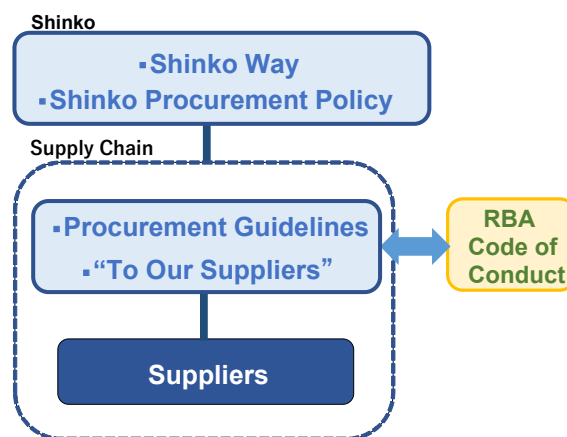 Shinko
▪Shinko Way
▪Shinko Procurement Policy
Supply Chain
▪Procurement Guidelines
▪“To Our Suppliers”
RBA
Code of
Conduct
Suppliers